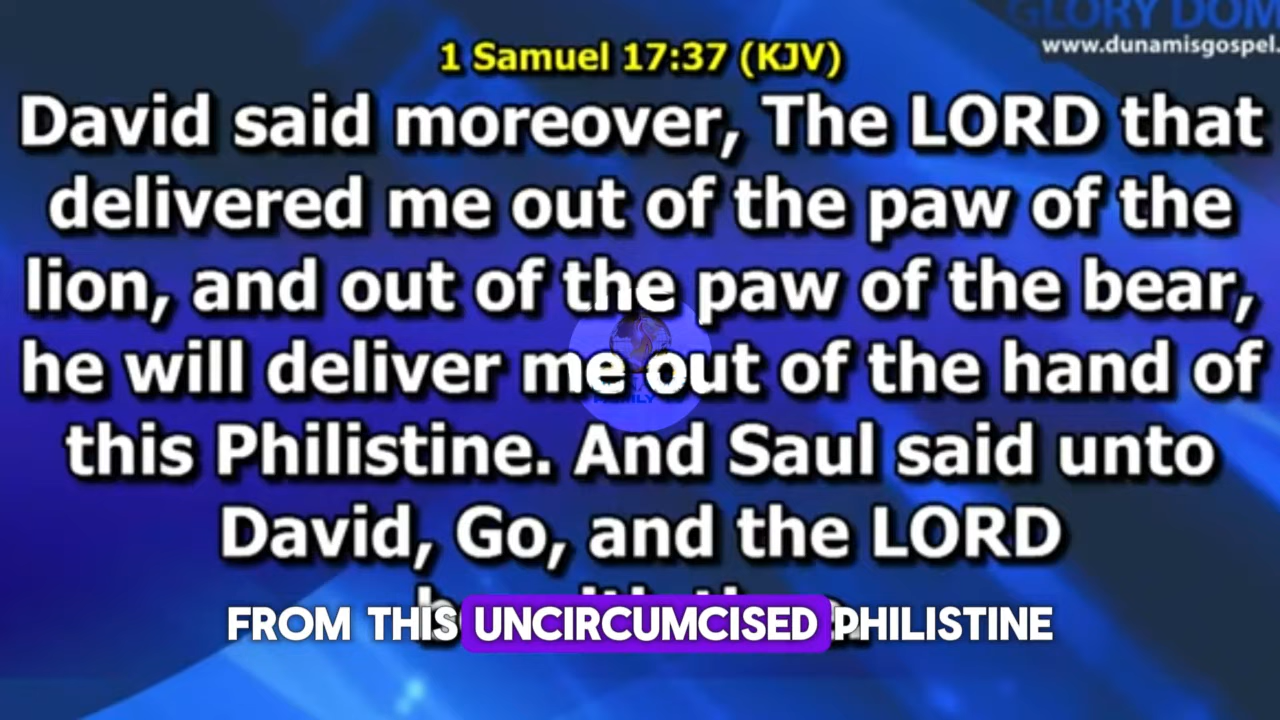 GLORY DOM
www.dunamisgospel.
1 Samuel 17:37 (KJV)
David said moreover, The LORD that
delivered me out of the paw of the
lion, and out of the paw of the bear,
he will deliver me out of the hand of
this Philistine. And Saul said unto
David, Go, and the LORD
FROM THIS UNCIRCUMCISED PHILISTINE